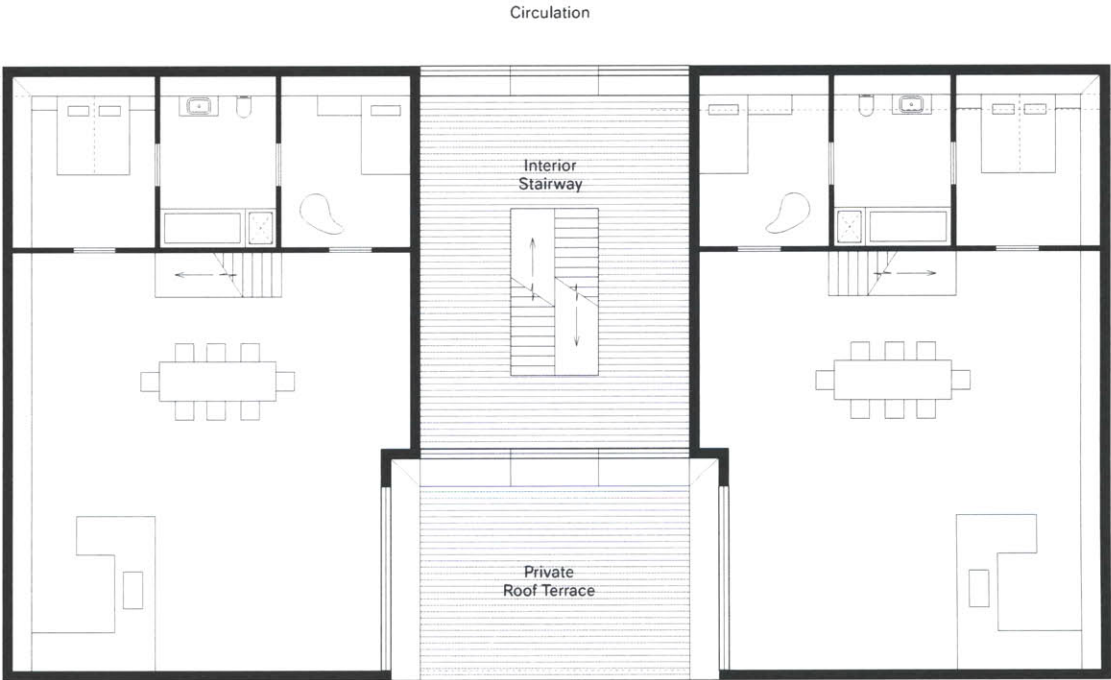 Circulation
Interior
Stairway
Private
Roof Terrace